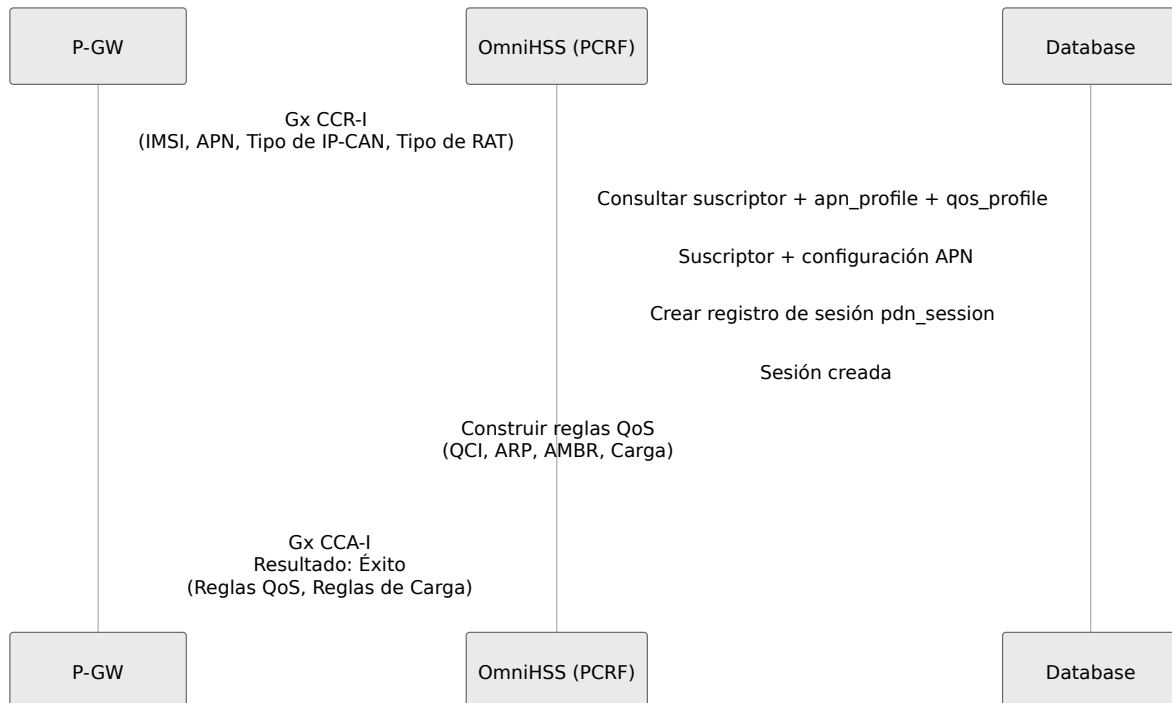 P-GW
OmniHSS (PCRF)
Database
Gx CCR-I
(IMSI, APN, Tipo de IP-CAN, Tipo de RAT)
Consultar suscriptor + apn_profile + qos_profile
Suscriptor + configuración APN
Crear registro de sesión pdn_session
Sesión creada
Construir reglas QoS
(QCI, ARP, AMBR, Carga)
Gx CCA-I
Resultado: Éxito
(Reglas QoS, Reglas de Carga)
P-GW
OmniHSS (PCRF)
Database